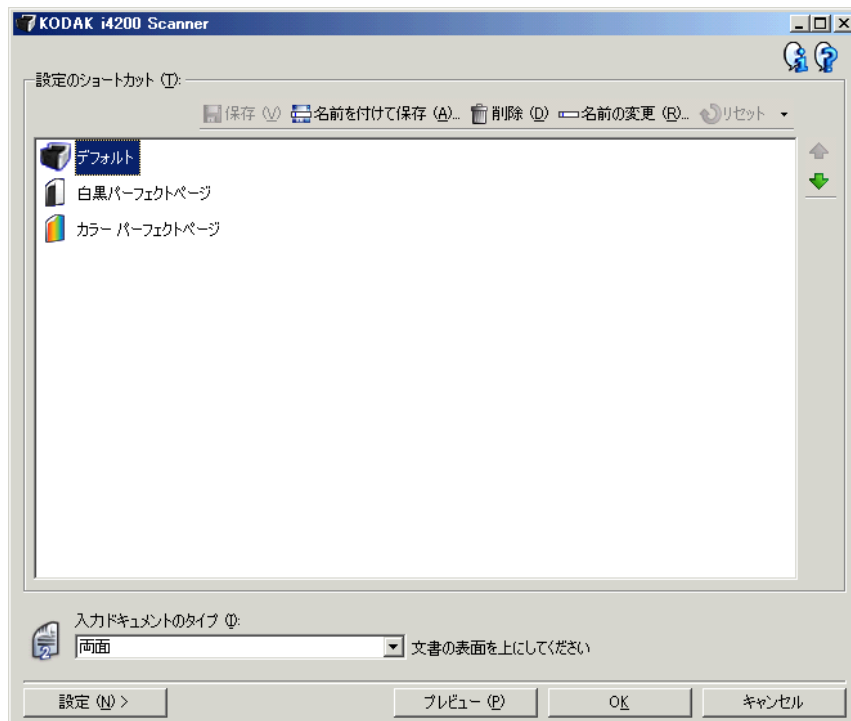 KODAK i4200 Scanner
設定のショートカット (T):
保存 (V) 名前を付けて保存 (A)... 削除 (D) 名前の変更 (R)... リセット
デフォルト
白黒パーフェクトページ
カラー パーフェクトページ
入力ドキュメントのタイプ (I):
両面 文書の表面を上にしてください
設定 (N) > プレビュー (P) OK キャンセル